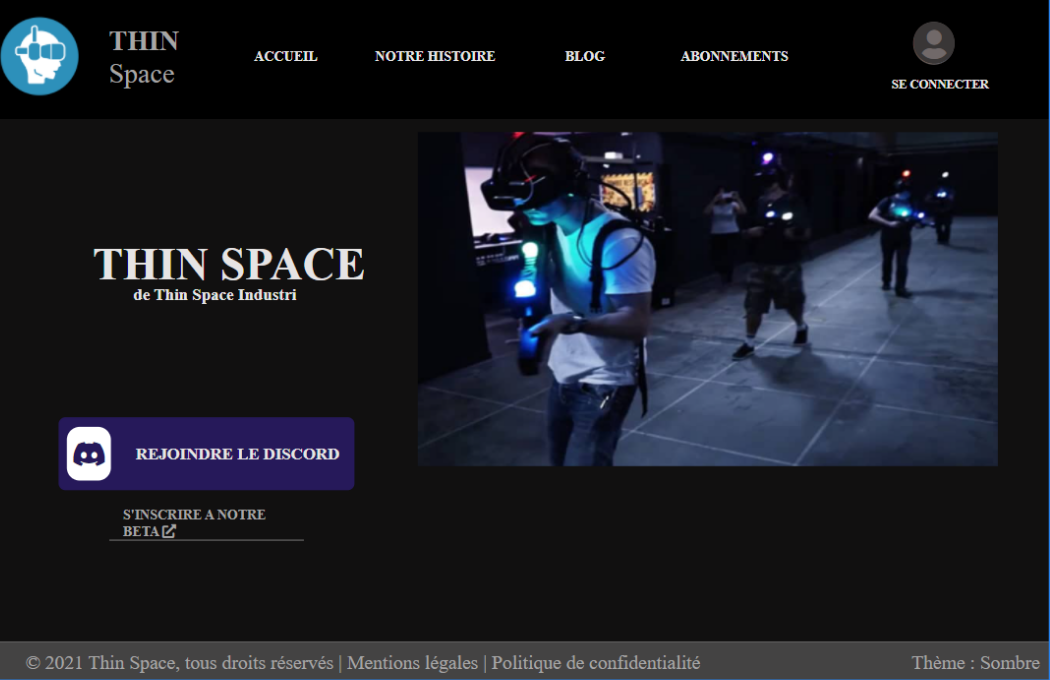 THIN
Space
ACCUEIL
NOTRE HISTOIRE
BLOG
ABONNEMENTS
SE CONNECTER
THIN SPACE
de Thin Space Industri
REJOINDRE LE DISCORD
S'INSCRIRE A NOTRE
BETA
© 2021 Thin Space, tous droits réservés | Mentions légales | Politique de confidentialité
Thème : Sombre